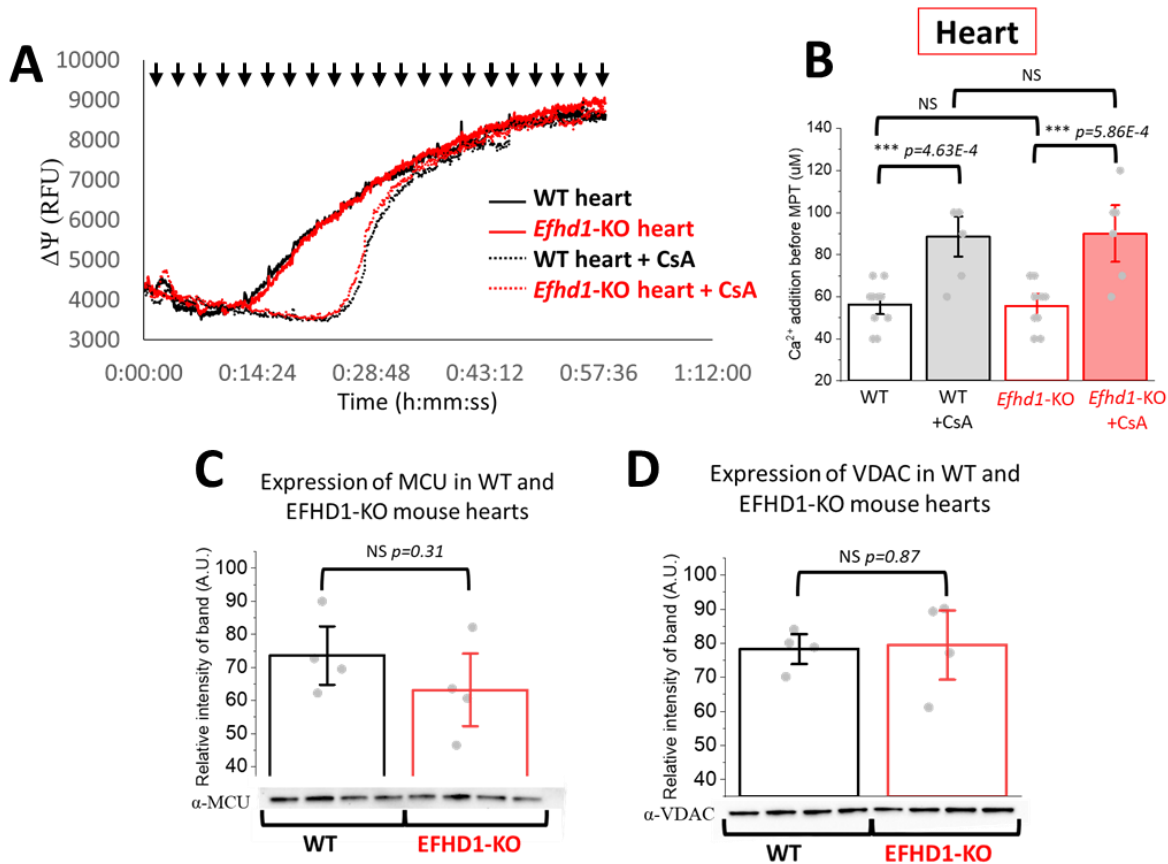 A
10000
9000
8000
7000
6000
5000
4000
3000
ΔΨ (RFU)
0:00:00 0:14:24 0:28:48 0:43:12 0:57:36 1:12:00
Time (h:mm:ss)
WT heart
Efhd1-KO heart
WT heart + CsA
Efhd1-KO heart + CsA
Heart
B
NS
NS
*** p=4.63E-4
*** p=5.86E-4
140
120
100
80
60
40
20
Ca²⁺ addition before MPT (uM)
WT
WT
+CsA
Efhd1-KO
Efhd1-KO
+CsA
C
Expression of MCU in WT and
EFHD1-KO mouse hearts
NS p=0.31
90
80
70
60
50
40
Relative intensity of band (A.U.)
α-MCU
WT
EFHD1-KO
D
Expression of VDAC in WT and
EFHD1-KO mouse hearts
NS p=0.87
100
90
80
70
60
50
40
Relative intensity of band (A.U.)
α-VDAC
WT
EFHD1-KO